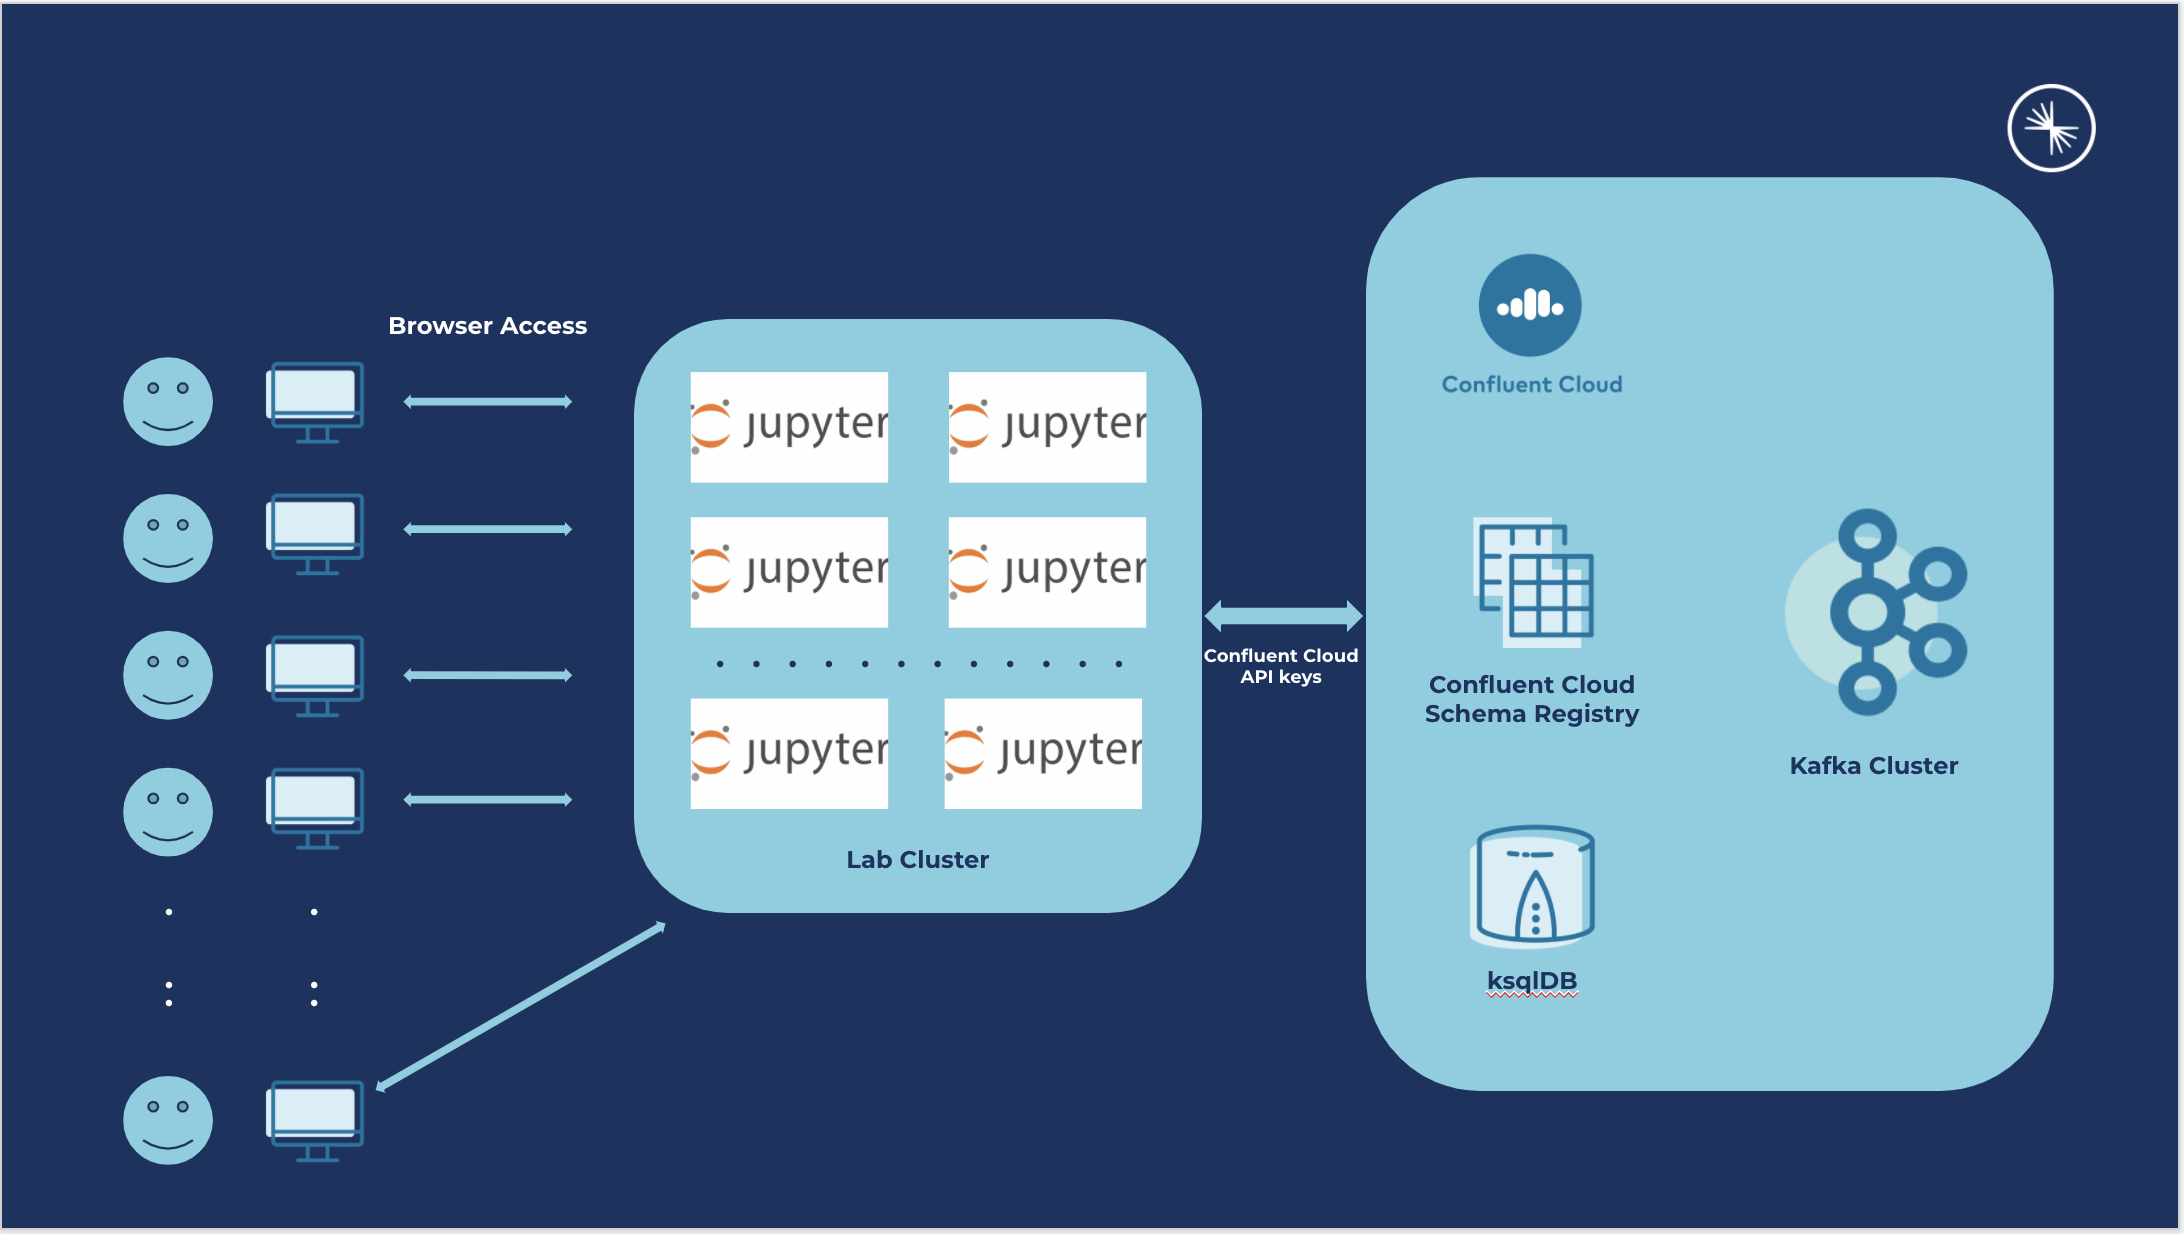 Browser Access
jupyter
jupyter
jupyter
jupyter
jupyter
jupyter
Lab Cluster
Confluent Cloud
API keys
Confluent Cloud
Confluent Cloud
Schema Registry
Kafka Cluster
ksqlDB